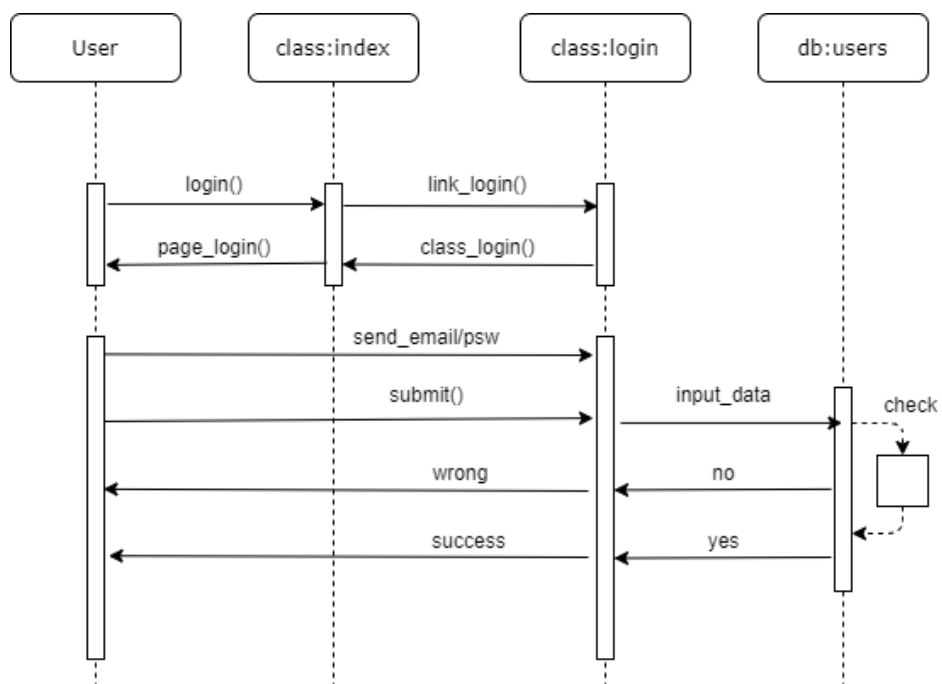 User
class:index
class:login
db:users
login()
link_login()
page_login()
class_login()
send_email/psw
submit()
input_data
check
wrong
no
success
yes